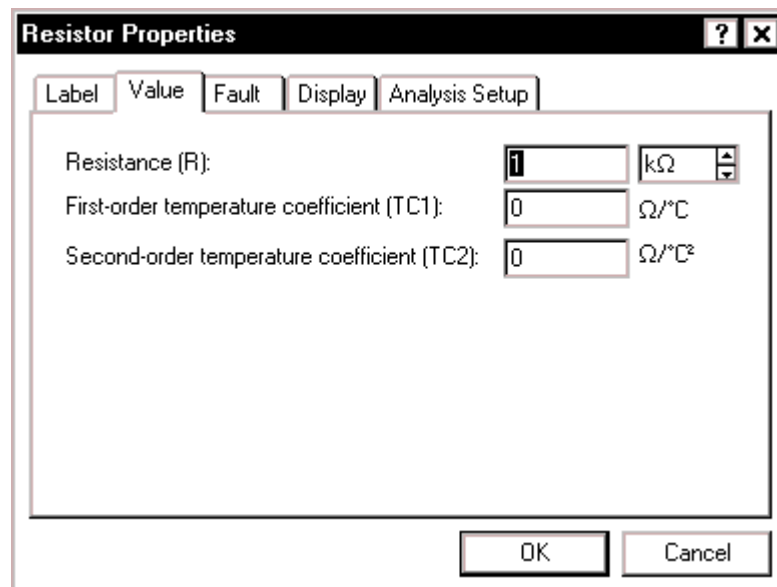 Resistor Properties ? X
Label Value Fault Display Analysis Setup
Resistance (R): 1 kΩ
First-order temperature coefficient (TC1): 0 Ω/°C
Second-order temperature coefficient (TC2): 0 Ω/°C²
OK Cancel